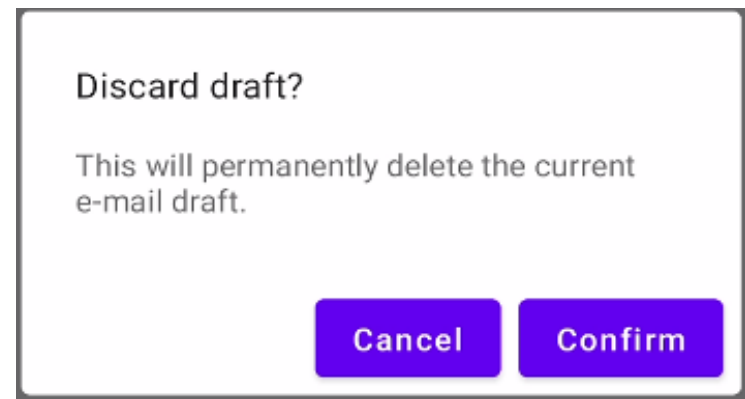 Discard draft?
This will permanently delete the current
e-mail draft.
Cancel Confirm